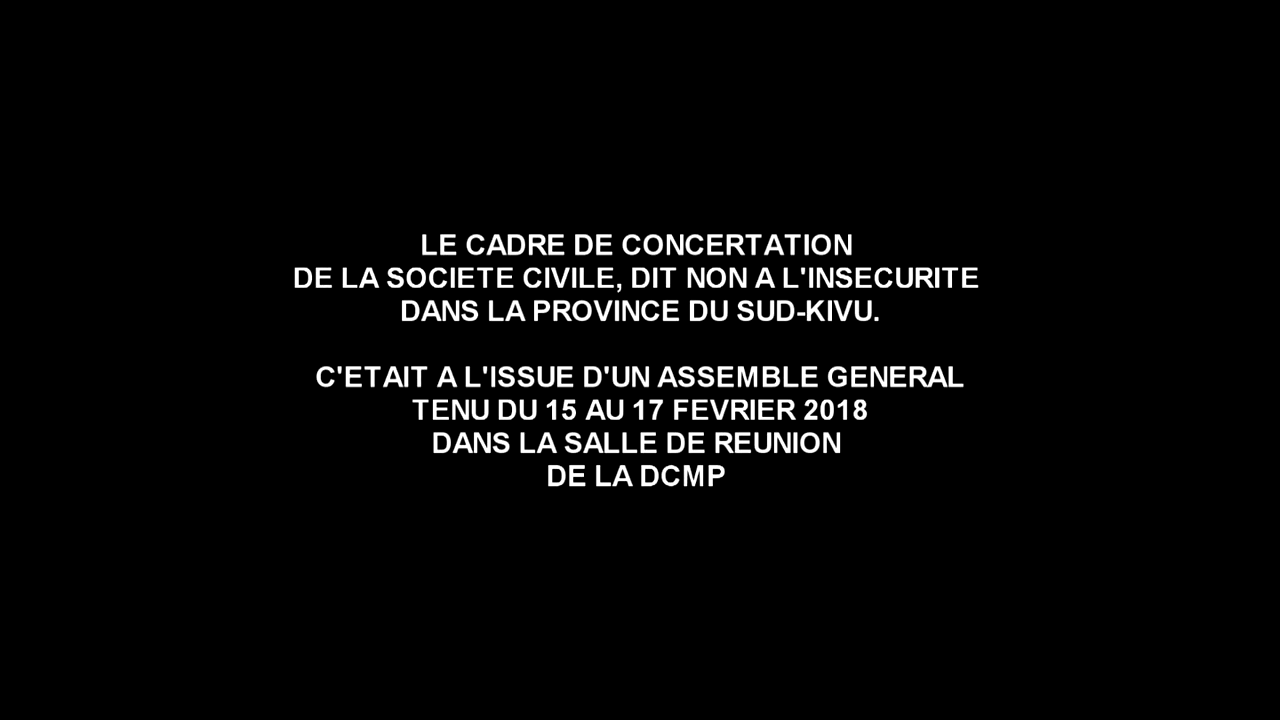 LE CADRE DE CONCERTATION
DE LA SOCIETE CIVILE, DIT NON A L'INSECURITE
DANS LA PROVINCE DU SUD-KIVU.
C'ETAIT A L'ISSUE D'UN ASSEMBLE GENERAL
TENU DU 15 AU 17 FEVRIER 2018
DANS LA SALLE DE REUNION
DE LA DCMP